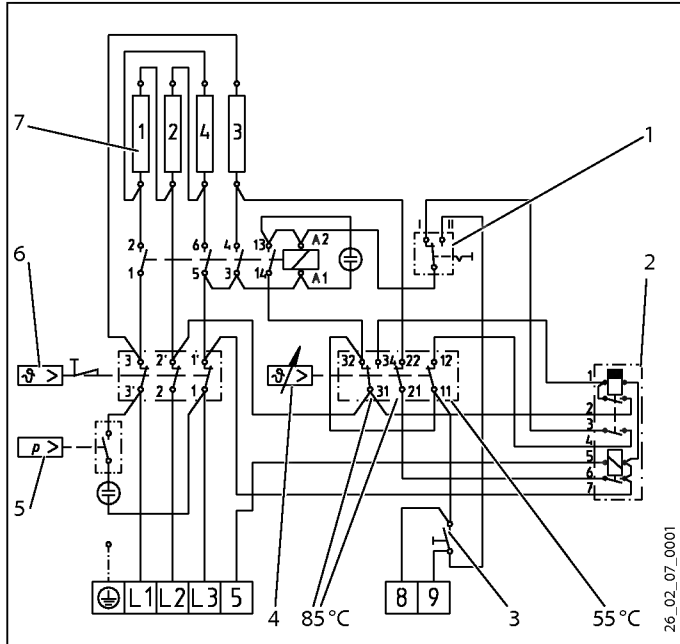 1 2 4 3
7
1
I II
2 6 4 13 A2
1 5 3 14 A1
6
2
ϑ >
3 2' 1'
3' 2 1
ϑ >
32 34 22 12
31 21 11
1
2
3
4
5
6
7
p >
5
L1 L2 L3 5
4
85 °C
8 9
3
55 °C
26_02_07_0001